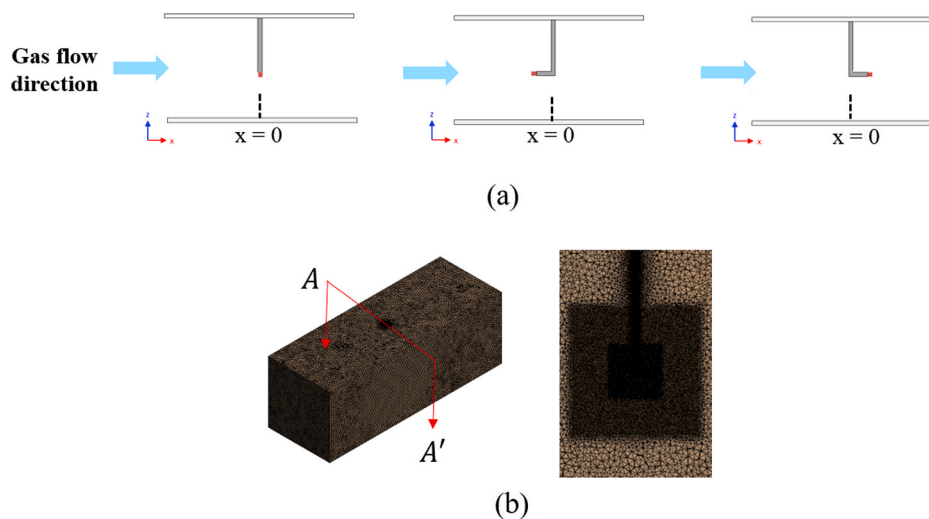 Gas flow
direction
z
x
x = 0
z
x
x = 0
z
x
x = 0
(a)
A
A′
(b)